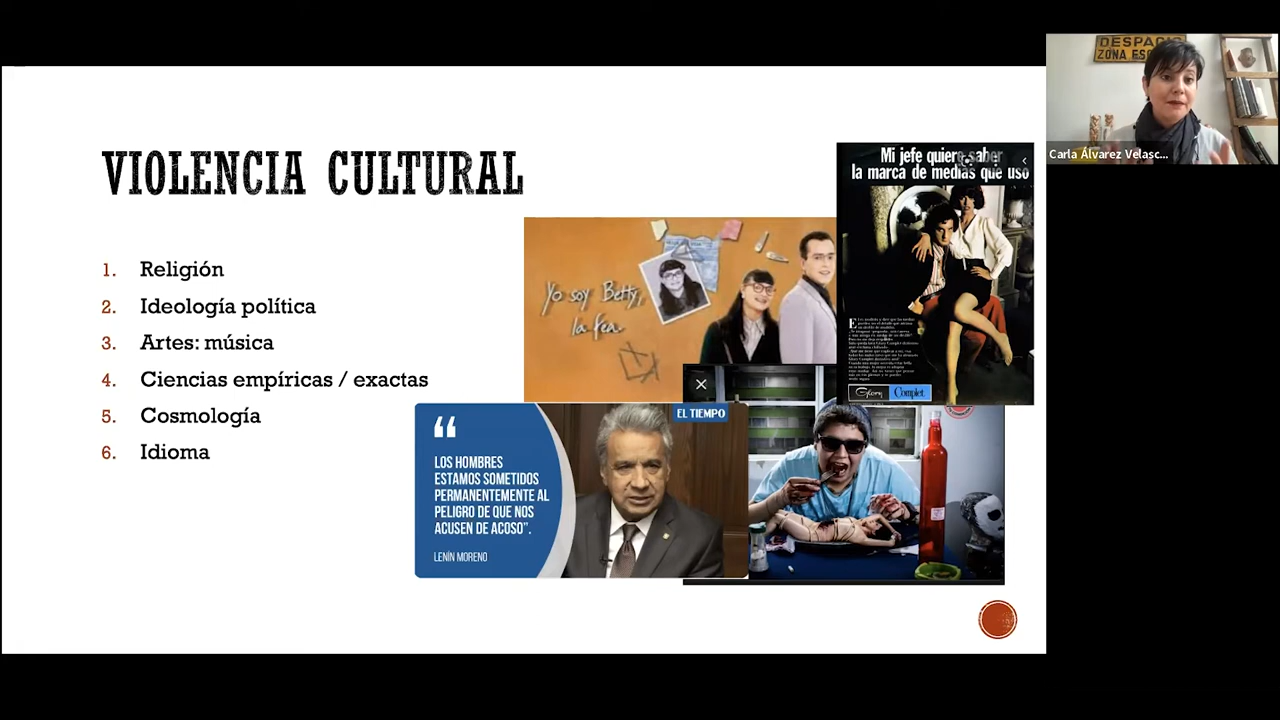 DESPACIO
Carla Álvarez Velasc...
VIOLENCIA CULTURAL
1. Religión
2. Ideología política
3. Artes: música
4. Ciencias empíricas / exactas
5. Cosmología
6. Idioma
Mi jefe quiere saber
la marca de medias que uso
Glory Complet
Yo soy Betty,
la fea.
EL TIEMPO
“
LOS HOMBRES
ESTAMOS SOMETIDOS
PERMANENTEMENTE AL
PELIGRO DE QUE NOS
ACUSEN DE ACOSO”.
LENÍN MORENO